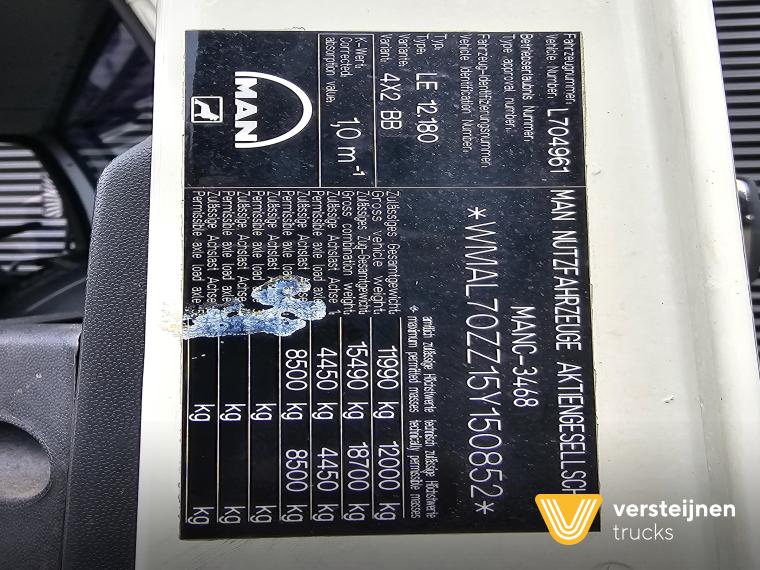 Fahrzeugnummer. L704961 MAN NUTZFAHRZEUGE AKTIENGESELLSCH
Vehicle Number.
Betriebserlaubnis Nummer. MANC-3468
Type approval number.
Fahrzeug-Identifizierungsnummer. *WMAL70ZZ15Y150852*
Vehicle Identification Number.
Typ. LE 12.180
Type.
Variante. 4X2 BB
Variant.
K-Wert. 1,0 m-1
Corrected
absorption value.
MAN
amtlich zulässige Höchstwerte technisch zulässige Höchstwerte
* maximum permitted masses technically permissible masses
Zulässiges Gesamtgewicht 11990 kg 12000 kg
Gross vehicle weight.
Zulässiges Zug-Gesamtgewicht 15490 kg 18700 kg
Gross combination weight.
Zulässige Achslast Achse 4450 kg 4450 kg
Permissible axle load axle
Zulässige Achslast Achse 8500 kg 8500 kg
Permissible axle load
Zulässige Achslast Achse kg kg
Permissible axle load
Zulässige Achslast Achse kg kg
Permissible axle load
Zulässige Achslast Achse kg kg
Permissible axle load axle
versteijnen
trucks